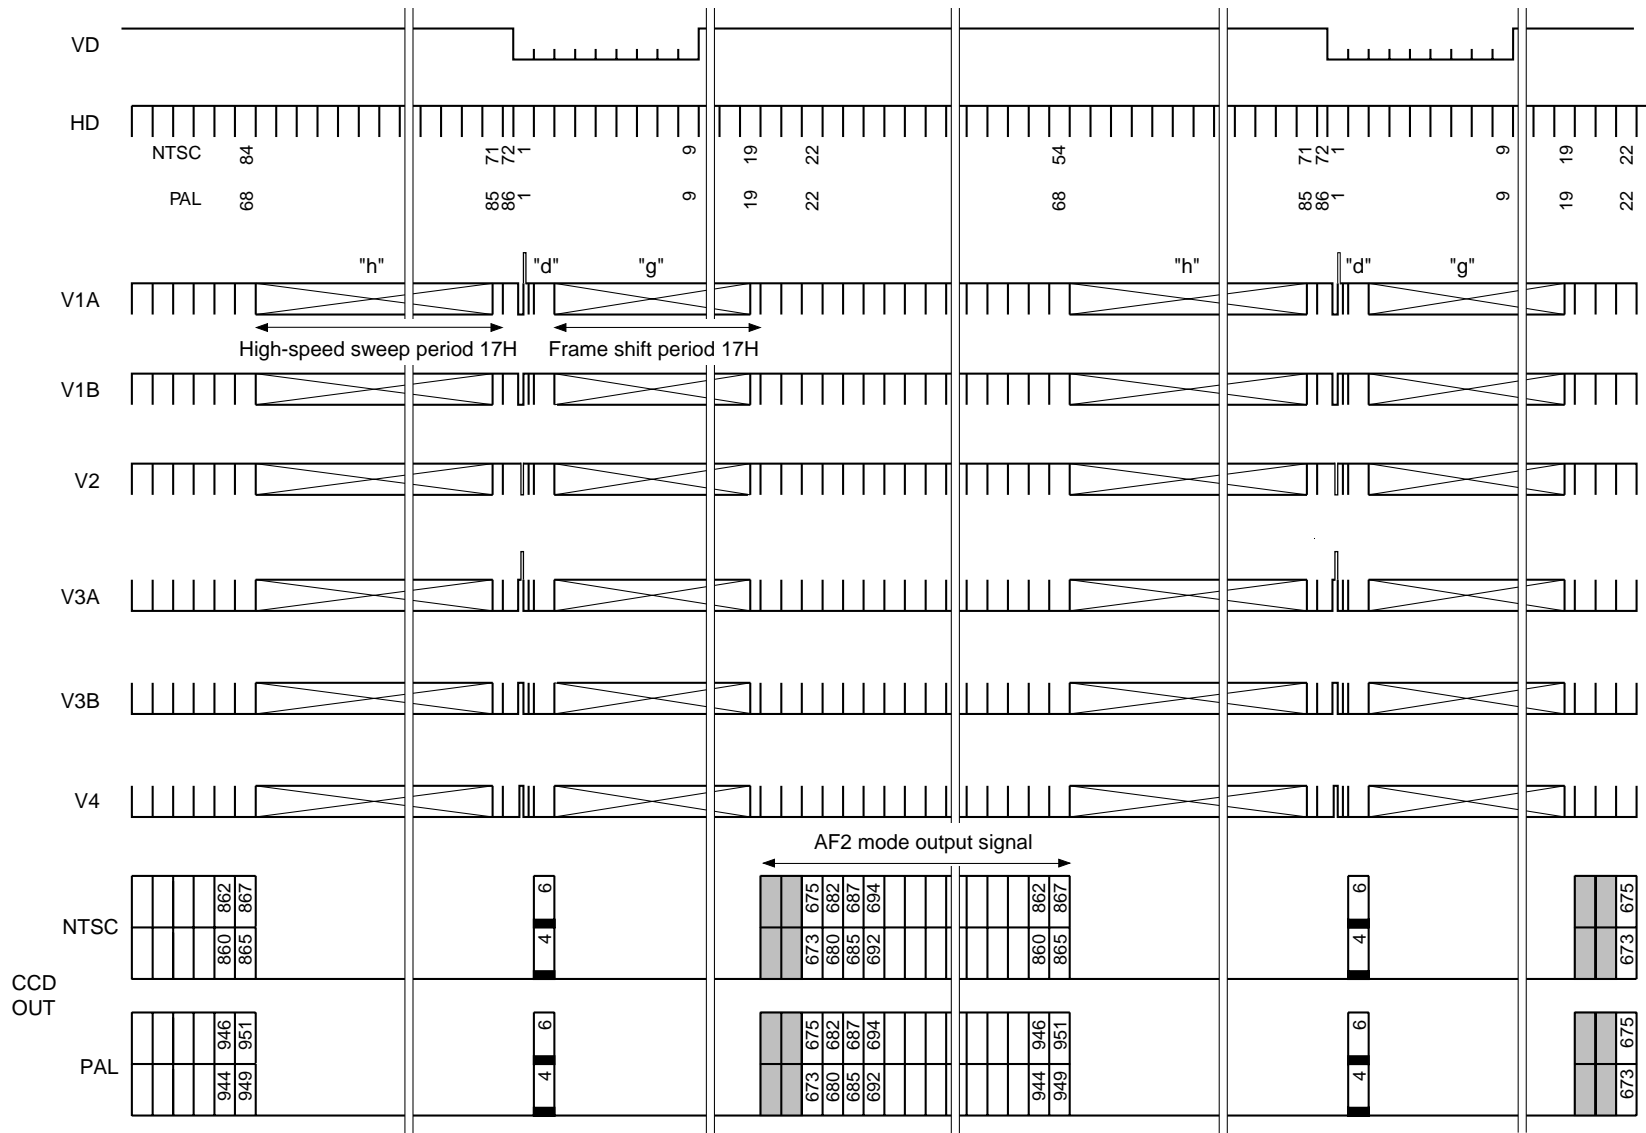 VD
HD
NTSC 84 71 72 1 9 19 22 54 71 72 1 9 19 22
PAL 68 85 86 1 9 19 22 68 85 86 1 9 19 22
"h" "d" "g" "h" "d" "g"
V1A
High-speed sweep period 17H Frame shift period 17H
V1B
V2
V3A
V3B
V4
AF2 mode output signal
862 867 6 675 682 687 694 862 867 6 675
NTSC
860 865 4 673 680 685 692 860 865 4 673
CCD
OUT
946 951 6 675 682 687 694 946 951 6 675
PAL
944 949 4 673 680 685 692 944 949 4 673